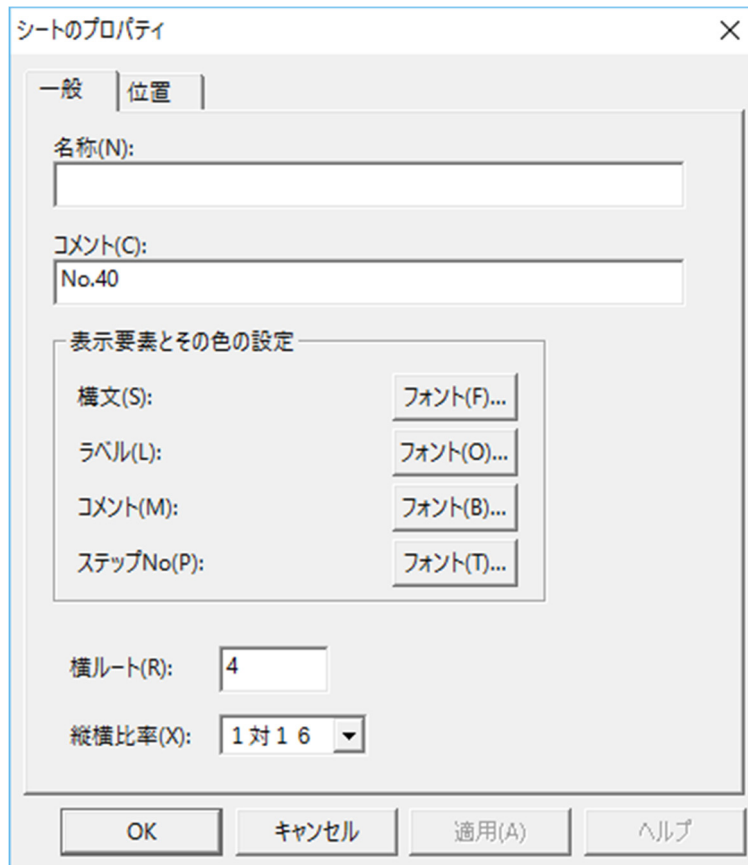 シートのプロパティ
一般 位置
名称(N):
コメント(C):
No.40
表示要素とその色の設定
構文(S): フォント(F)...
ラベル(L): フォント(O)...
コメント(M): フォント(B)...
ステップNo(P): フォント(T)...
横ルート(R): 4
縦横比率(X): 1対16
OK キャンセル 適用(A) ヘルプ